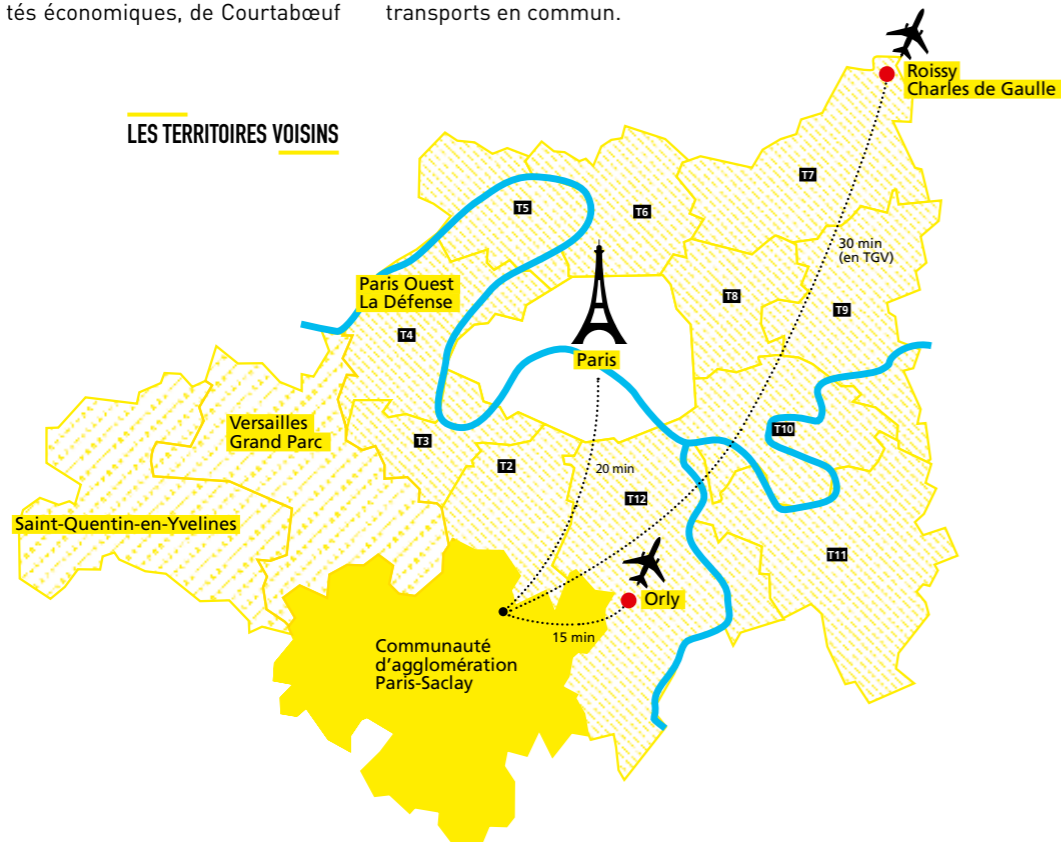 tés économiques, de Courtabœuf
transports en commun.
LES TERRITOIRES VOISINS
Roissy
Charles de Gaulle
T7
T5
T6
30 min
(en TGV)
Paris Ouest
La Défense
T8
T9
T4
Paris
Versailles
Grand Parc
T3
T10
T2
20 min
T12
Saint-Quentin-en-Yvelines
T11
Orly
15 min
Communauté
d'agglomération
Paris-Saclay